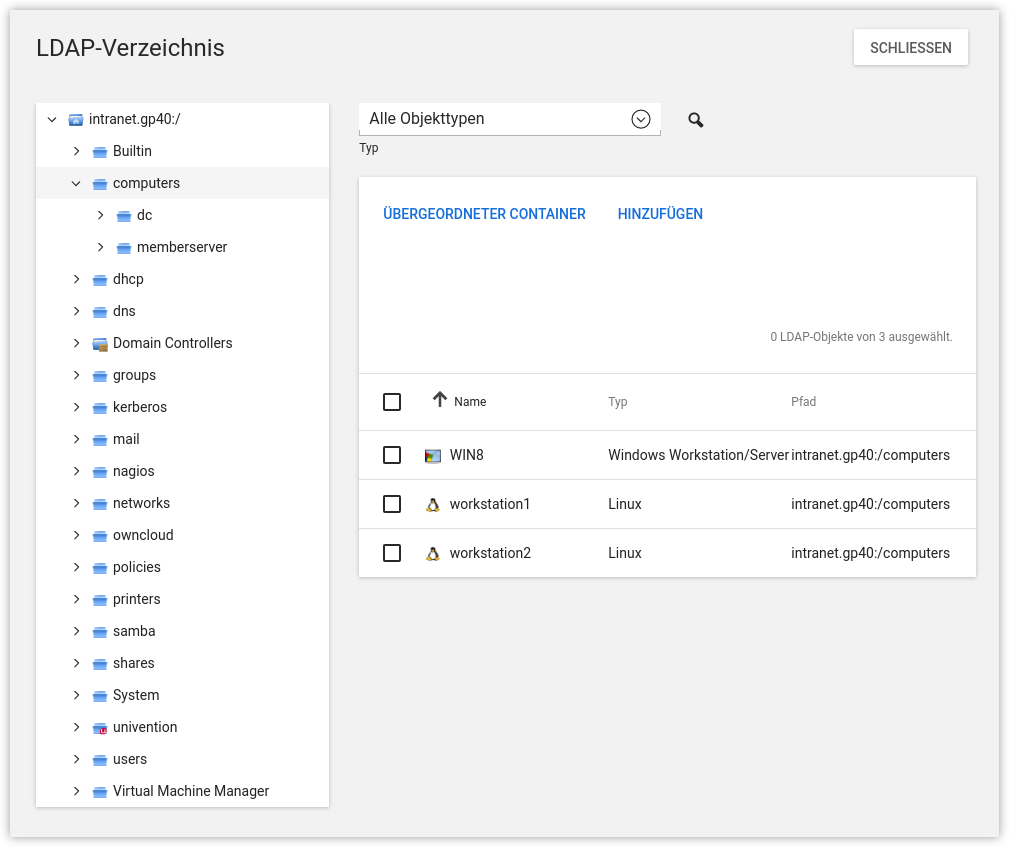 LDAP-Verzeichnis
SCHLIESSEN
intranet.gp40:/
Builtin
computers
dc
memberserver
dhcp
dns
Domain Controllers
groups
kerberos
mail
nagios
networks
owncloud
policies
printers
samba
shares
System
univention
users
Virtual Machine Manager
Alle Objekttypen
Typ
ÜBERGEORDNETER CONTAINER HINZUFÜGEN
0 LDAP-Objekte von 3 ausgewählt.
Name Typ Pfad
WIN8 Windows Workstation/Server intranet.gp40:/computers
workstation1 Linux intranet.gp40:/computers
workstation2 Linux intranet.gp40:/computers